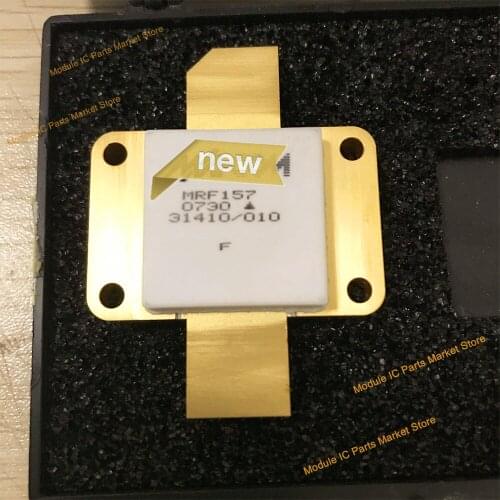 Module IC Parts Market Store
Module IC Parts Market Store
new
MRF157
0730 ▲
31410/010
F
Module IC Parts Market Store
Module IC Parts Market Store